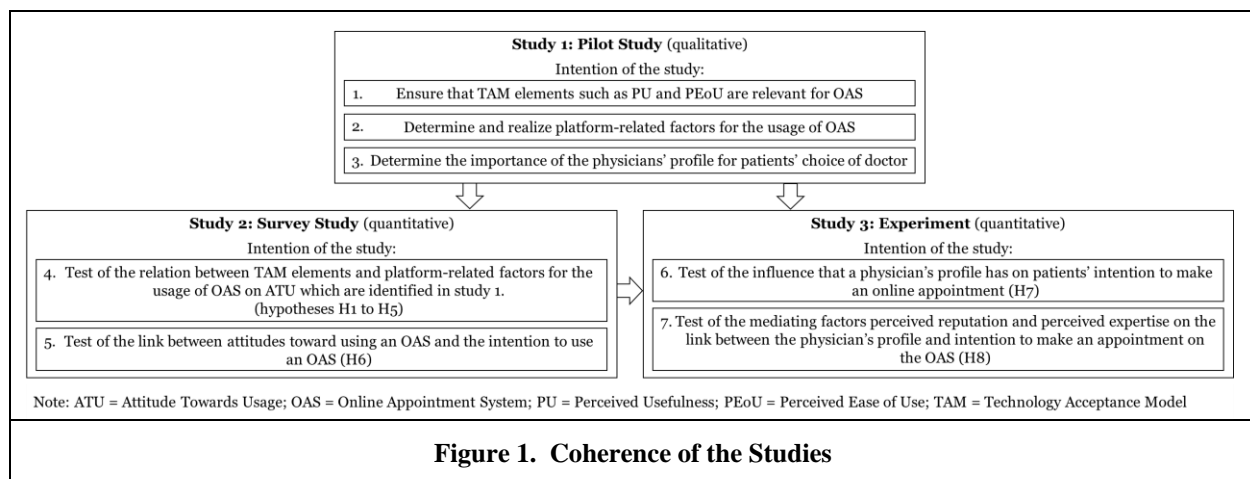 Study 1: Pilot Study (qualitative)
Intention of the study:
1. Ensure that TAM elements such as PU and PEoU are relevant for OAS
2. Determine and realize platform-related factors for the usage of OAS
3. Determine the importance of the physicians’ profile for patients’ choice of doctor
Study 2: Survey Study (quantitative)
Intention of the study:
4. Test of the relation between TAM elements and platform-related factors for the
usage of OAS on ATU which are identified in study 1.
(hypotheses H1 to H5)
5. Test of the link between attitudes toward using an OAS and the intention to use
an OAS (H6)
Study 3: Experiment (quantitative)
Intention of the study:
6. Test of the influence that a physician’s profile has on patients’ intention to make
an online appointment (H7)
7. Test of the mediating factors perceived reputation and perceived expertise on the
link between the physician’s profile and intention to make an appointment on
the OAS (H8)
Note: ATU = Attitude Towards Usage; OAS = Online Appointment System; PU = Perceived Usefulness; PEoU = Perceived Ease of Use; TAM = Technology Acceptance Model
Figure 1. Coherence of the Studies